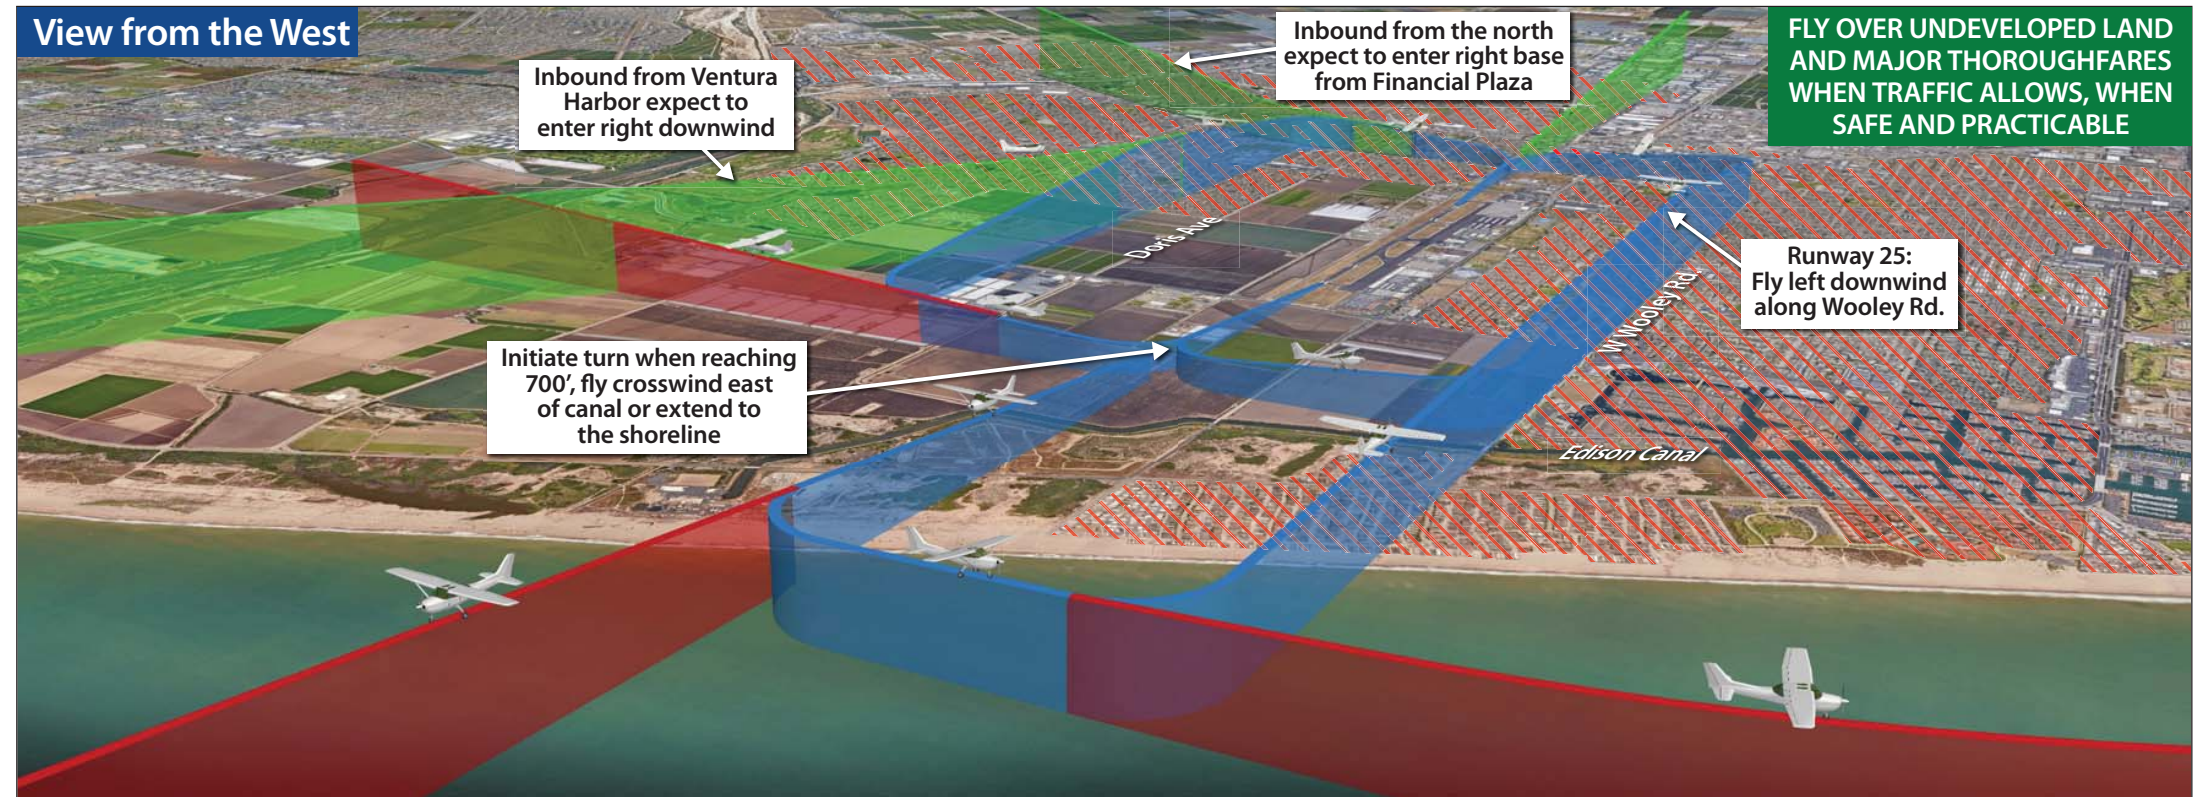 View from the West
Inbound from Ventura
Harbor expect to
enter right downwind
Inbound from the north
expect to enter right base
from Financial Plaza
FLY OVER UNDEVELOPED LAND
AND MAJOR THOROUGHFARES
WHEN TRAFFIC ALLOWS, WHEN
SAFE AND PRACTICABLE
Doris Ave
Runway 25:
Fly left downwind
along Wooley Rd.
W Wooley Rd.
Initiate turn when reaching
700’, fly crosswind east
of canal or extend to
the shoreline
Edison Canal